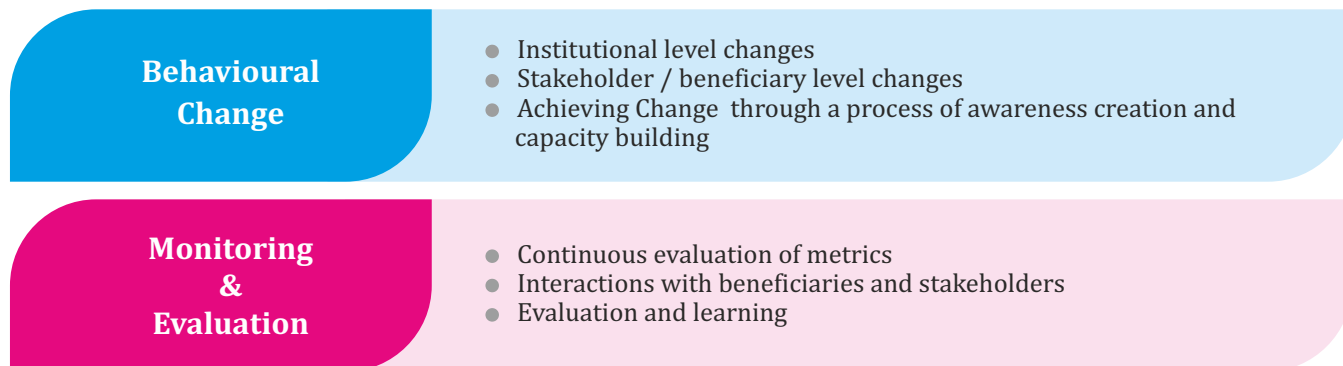 Behavioural
Change
● Institutional level changes
● Stakeholder / beneficiary level changes
● Achieving Change through a process of awareness creation and
capacity building
Monitoring
&
Evaluation
● Continuous evaluation of metrics
● Interactions with beneficiaries and stakeholders
● Evaluation and learning